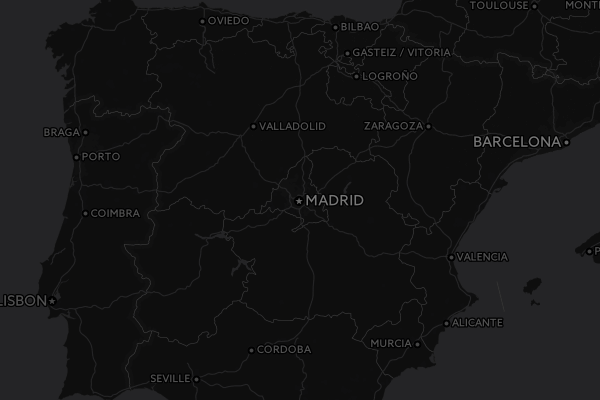 TOULOUSE
OVIEDO
BILBAO
GASTEIZ / VITORIA
LOGROÑO
VALLADOLID
ZARAGOZA
BRAGA
BARCELONA
PORTO
MADRID
COIMBRA
VALENCIA
LISBON
ALICANTE
MURCIA
CORDOBA
SEVILLE